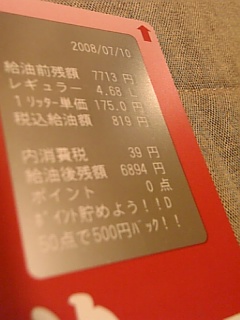 2008/07/10
給油前残額 7713 円
レギュラー 4.68 L
1リッター単価 175.0 円
税込給油額 819 円
内消費税 39 円
給油後残額 6894 円
ポイント 0 点
ポイント貯めよう!!D
50点で500円バック!!